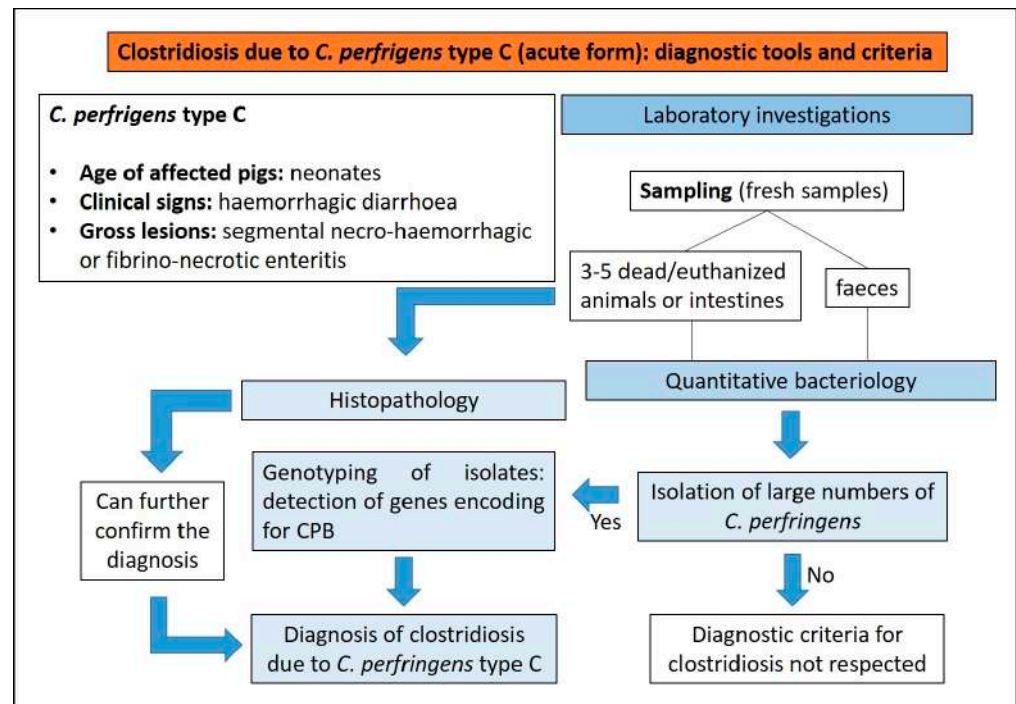 Clostridiosis due to C. perfrigens type C (acute form): diagnostic tools and criteria
C. perfrigens type C
• Age of affected pigs: neonates
• Clinical signs: haemorrhagic diarrhoea
• Gross lesions: segmental necro-haemorrhagic
or fibrino-necrotic enteritis
Laboratory investigations
Sampling (fresh samples)
3-5 dead/euthanized
animals or intestines
faeces
Quantitative bacteriology
Histopathology
Genotyping of isolates:
detection of genes encoding
for CPB
Yes
Isolation of large numbers of
C. perfringens
Can further
confirm the
diagnosis
No
Diagnosis of clostridiosis
due to C. perfringens type C
Diagnostic criteria for
clostridiosis not respected